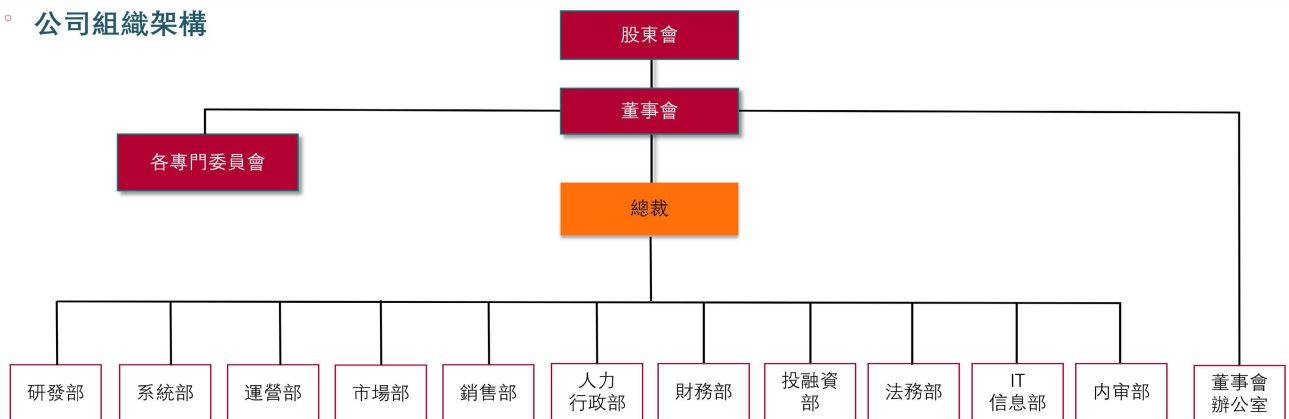 公司組織架構
股東會
董事會
各專門委員會
總裁
研發部
系統部
運營部
市場部
銷售部
人力
行政部
財務部
投融資
部
法務部
IT
信息部
内审部
董事會
辦公室